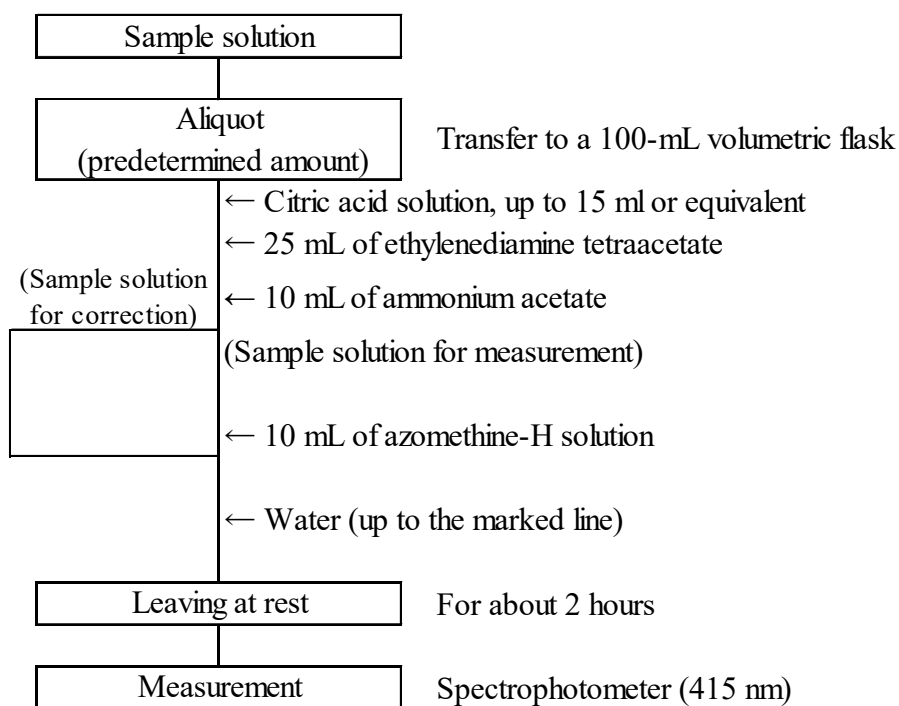 Sample solution
Aliquot
(predetermined amount)
Transfer to a 100-mL volumetric flask
← Citric acid solution, up to 15 ml or equivalent
← 25 mL of ethylenediamine tetraacetate
(Sample solution
for correction)
← 10 mL of ammonium acetate
(Sample solution for measurement)
← 10 mL of azomethine-H solution
← Water (up to the marked line)
Leaving at rest
For about 2 hours
Measurement
Spectrophotometer (415 nm)